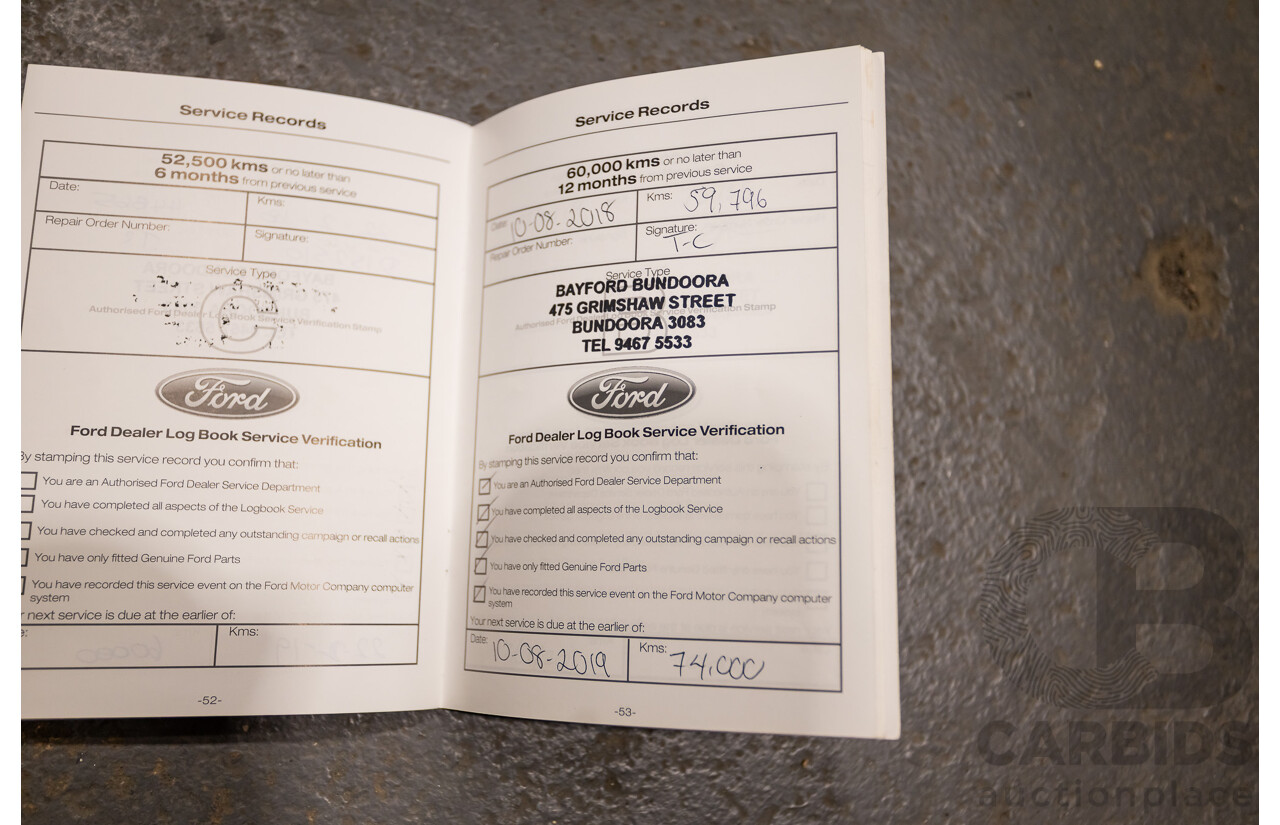 Service Records
52,500 kms or no later than
6 months from previous service
Date:
Kms:
Repair Order Number:
Signature:
Service Type
C
Authorised Ford Dealer Log Book Service Verification Stamp
Ford
Ford Dealer Log Book Service Verification
By stamping this service record you confirm that:
You are an Authorised Ford Dealer Service Department
You have completed all aspects of the Logbook Service
You have checked and completed any outstanding campaign or recall actions
You have only fitted Genuine Ford Parts
You have recorded this service event on the Ford Motor Company computer
system
r next service is due at the earlier of:
e:
Kms:
-52-
Service Records
60,000 kms or no later than
12 months from previous service
Date: 10-08-2018
Kms: 59,796
Repair Order Number:
Signature:
T-C
Service Type
BAYFORD BUNDOORA
475 GRIMSHAW STREET
Authorised Ford Dealer Log Book Service Verification Stamp
BUNDOORA 3083
TEL 9467 5533
Ford
Ford Dealer Log Book Service Verification
By stamping this service record you confirm that:
You are an Authorised Ford Dealer Service Department
You have completed all aspects of the Logbook Service
You have checked and completed any outstanding campaign or recall actions
You have only fitted Genuine Ford Parts
You have recorded this service event on the Ford Motor Company computer
system
Your next service is due at the earlier of:
Date: 10-08-2019
Kms: 74,000
-53-
CB
CARBIDS
auctionplace